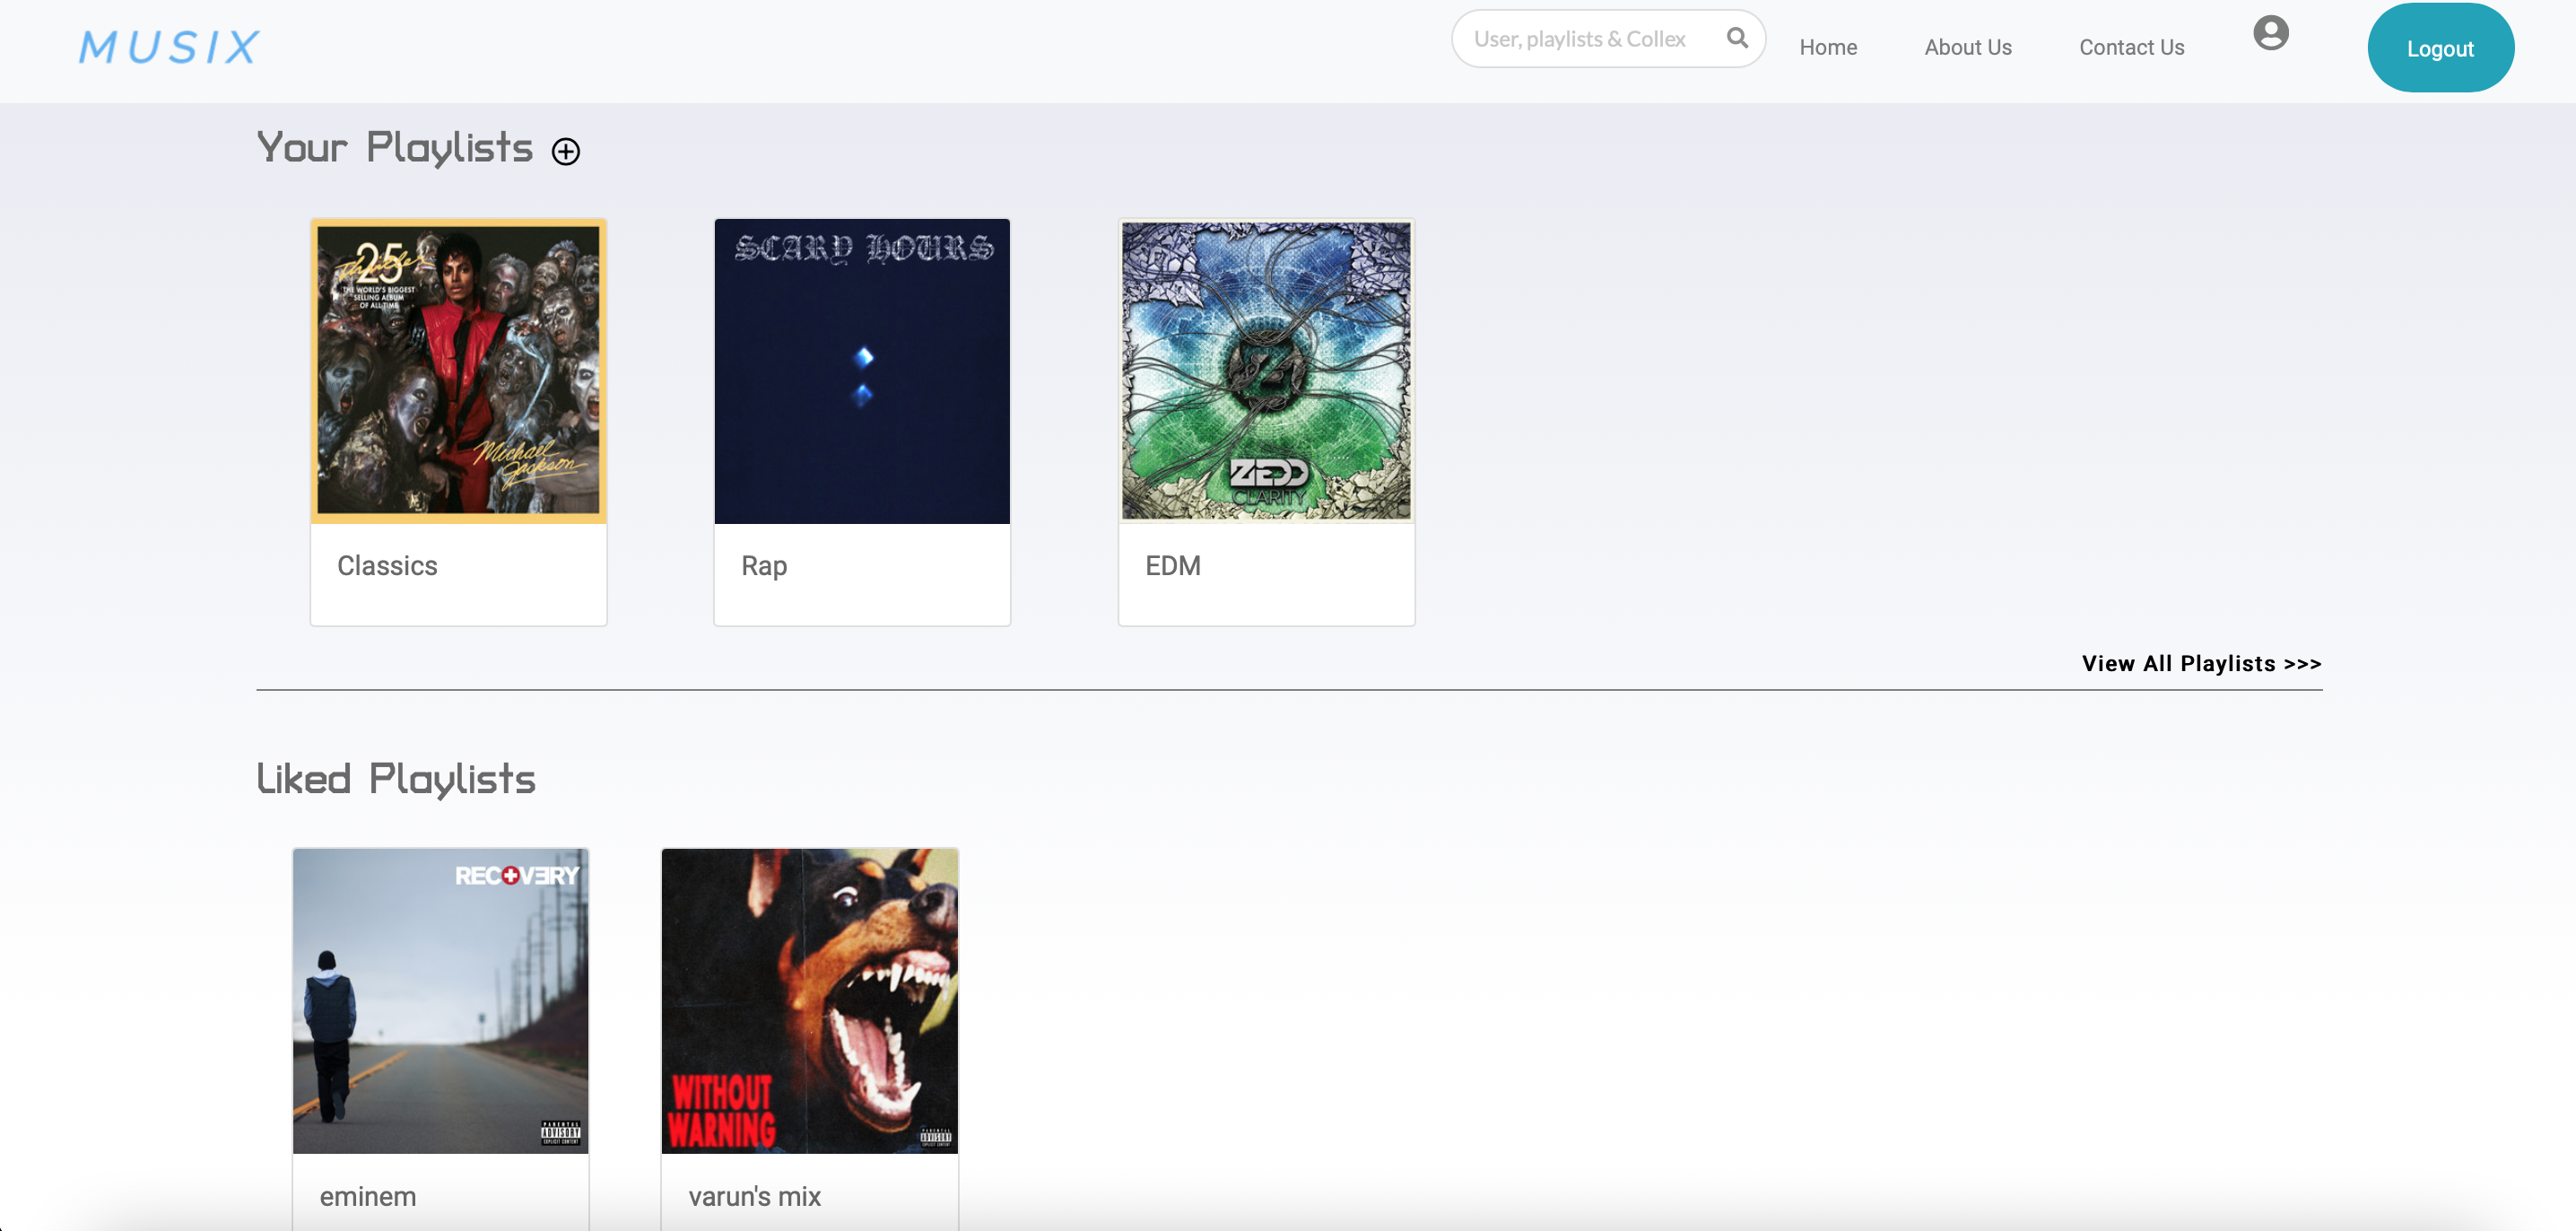 MUSIX
User, playlists & Collex
Home
About Us
Contact Us
Logout
Your Playlists
25
Thriller
THE WORLD'S BIGGEST
SELLING ALBUM
OF ALL TIME
Michael
Jackson
SCARY HOURS
ZEDD
CLARITY
Classics
Rap
EDM
View All Playlists >>>
Liked Playlists
RECOVERY
PARENTAL
ADVISORY
EXPLICIT CONTENT
WITHOUT
WARNING
PARENTAL
ADVISORY
EXPLICIT CONTENT
eminem
varun's mix